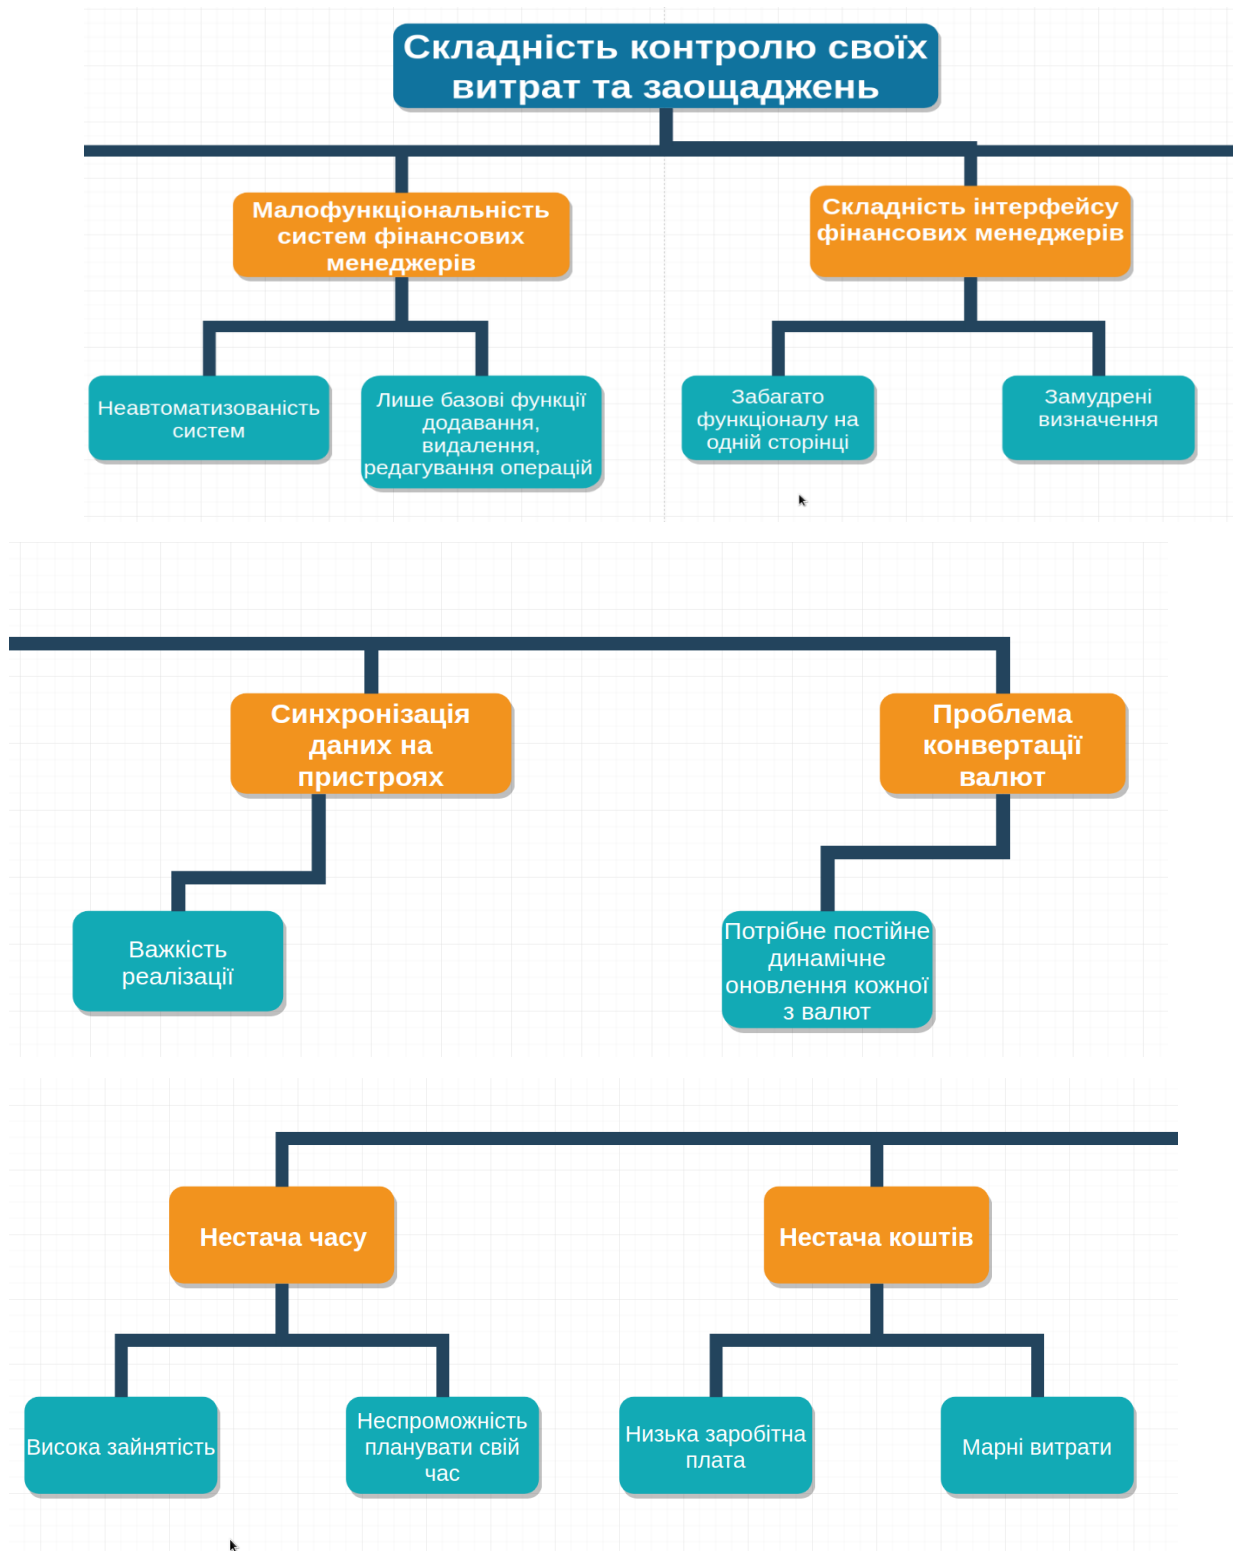 Складність контролю своїх
витрат та заощаджень
Малофункціональність
систем фінансових
менеджерів
Складність інтерфейсу
фінансових менеджерів
Неавтоматизованість
систем
Лише базові функції
додавання,
видалення,
редагування операцій
Забагато
функціоналу на
одній сторінці
Замудрені
визначення
Синхронізація
даних на
пристроях
Проблема
конвертації
валют
Важкість
реалізації
Потрібне постійне
динамічне
оновлення кожної
з валют
Нестача часу
Нестача коштів
Висока зайнятість
Неспроможність
планувати свій
час
Низька заробітна
плата
Марні витрати